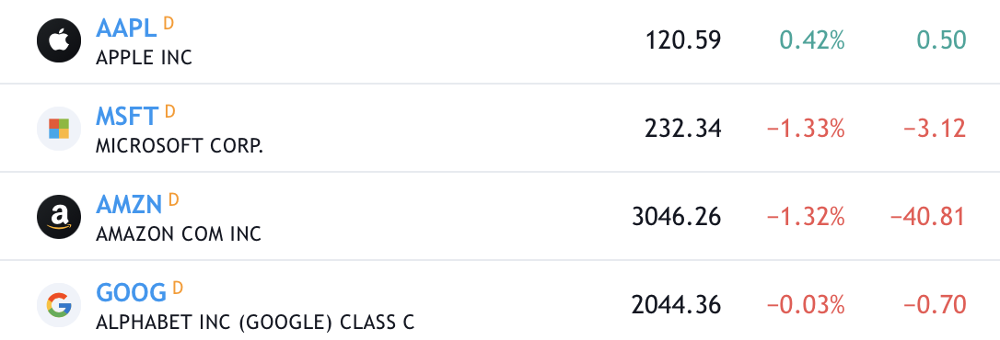 AAPL D
APPLE INC
120.59 0.42% 0.50
MSFT D
MICROSOFT CORP.
232.34 −1.33% −3.12
AMZN D
AMAZON COM INC
3046.26 −1.32% −40.81
GOOG D
ALPHABET INC (GOOGLE) CLASS C
2044.36 −0.03% −0.70